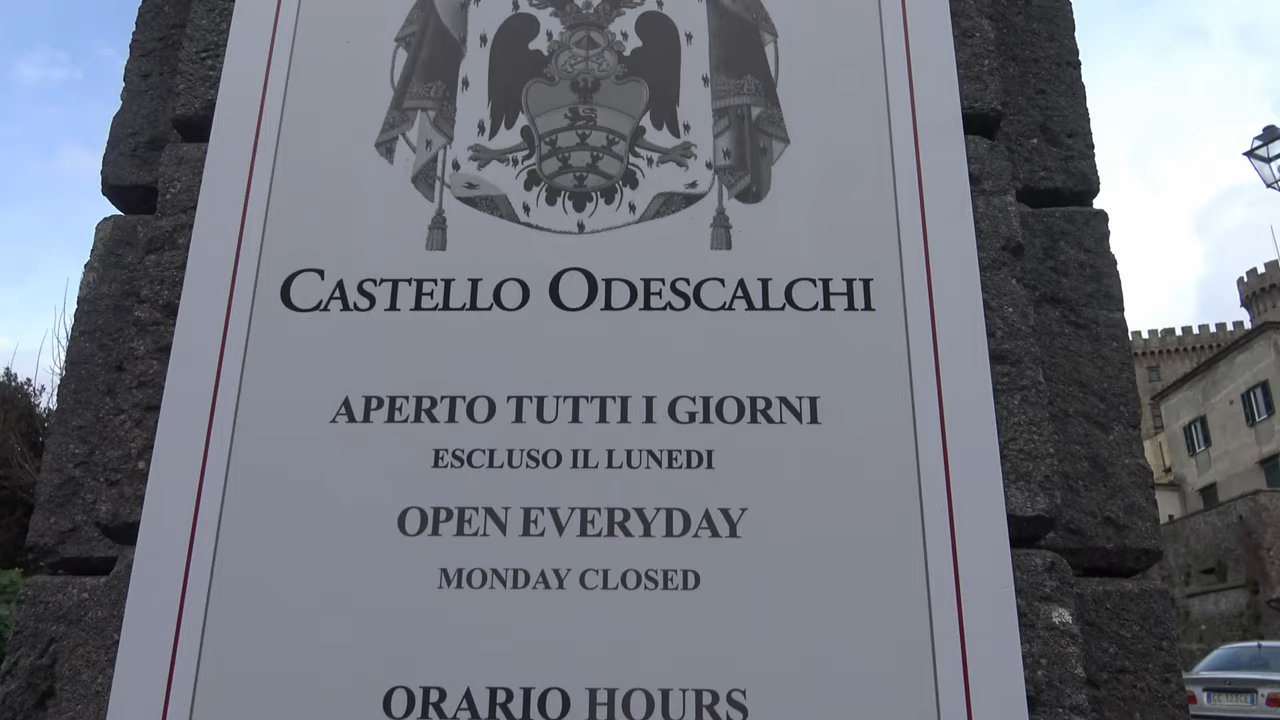 CASTELLO ODESCALCHI
APERTO TUTTI I GIORNI
ESCLUSO IL LUNEDI
OPEN EVERYDAY
MONDAY CLOSED
ORARIO HOURS